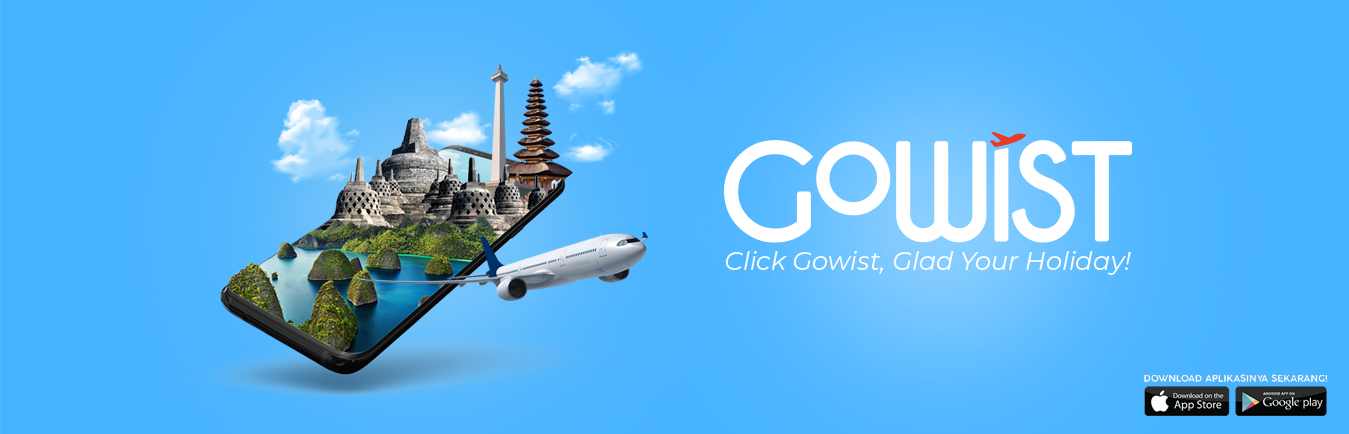 GOWIST
Click Gowist, Glad Your Holiday!
DOWNLOAD APLIKASINYA SEKARANG!
Download on the
App Store
ANDROID APP ON
Google play